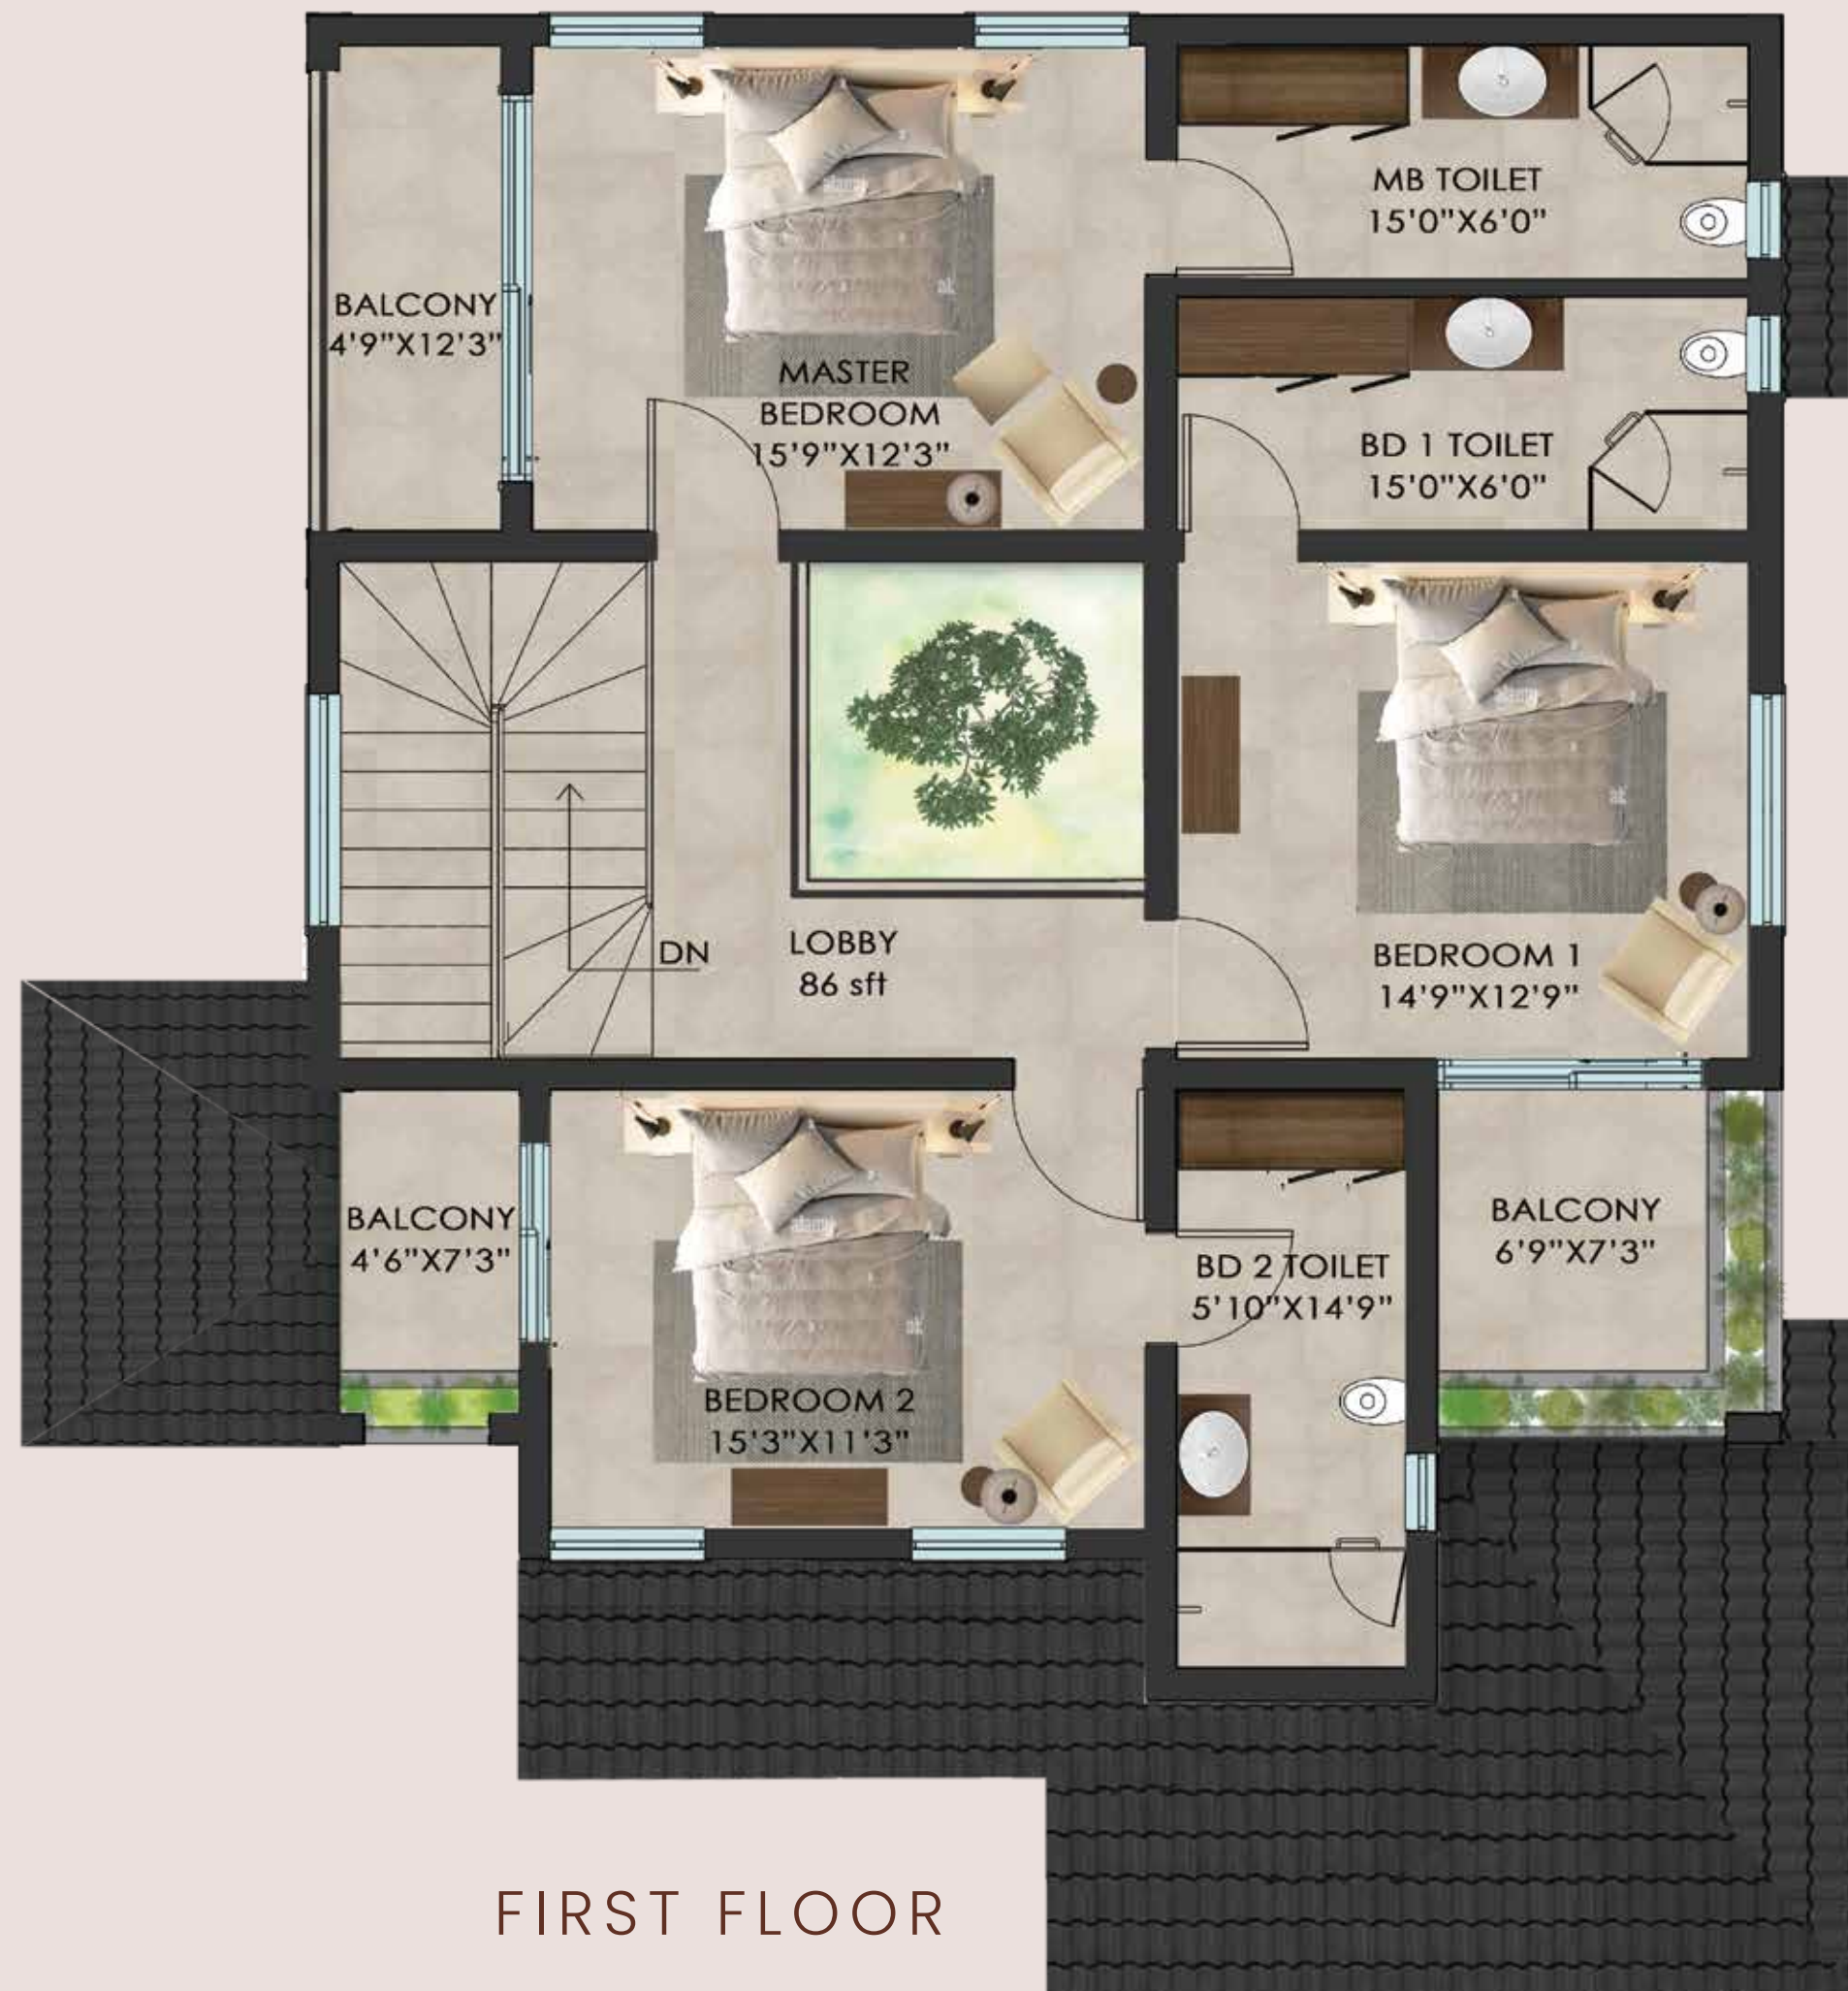 MB TOILET
15'0"X6'0"
BALCONY
4'9"X12'3"
MASTER
BEDROOM
15'9"X12'3"
BD 1 TOILET
15'0"X6'0"
DN
LOBBY
86 sft
BEDROOM 1
14'9"X12'9"
BALCONY
4'6"X7'3"
BD 2 TOILET
5'10"X14'9"
BALCONY
6'9"X7'3"
BEDROOM 2
15'3"X11'3"
FIRST FLOOR